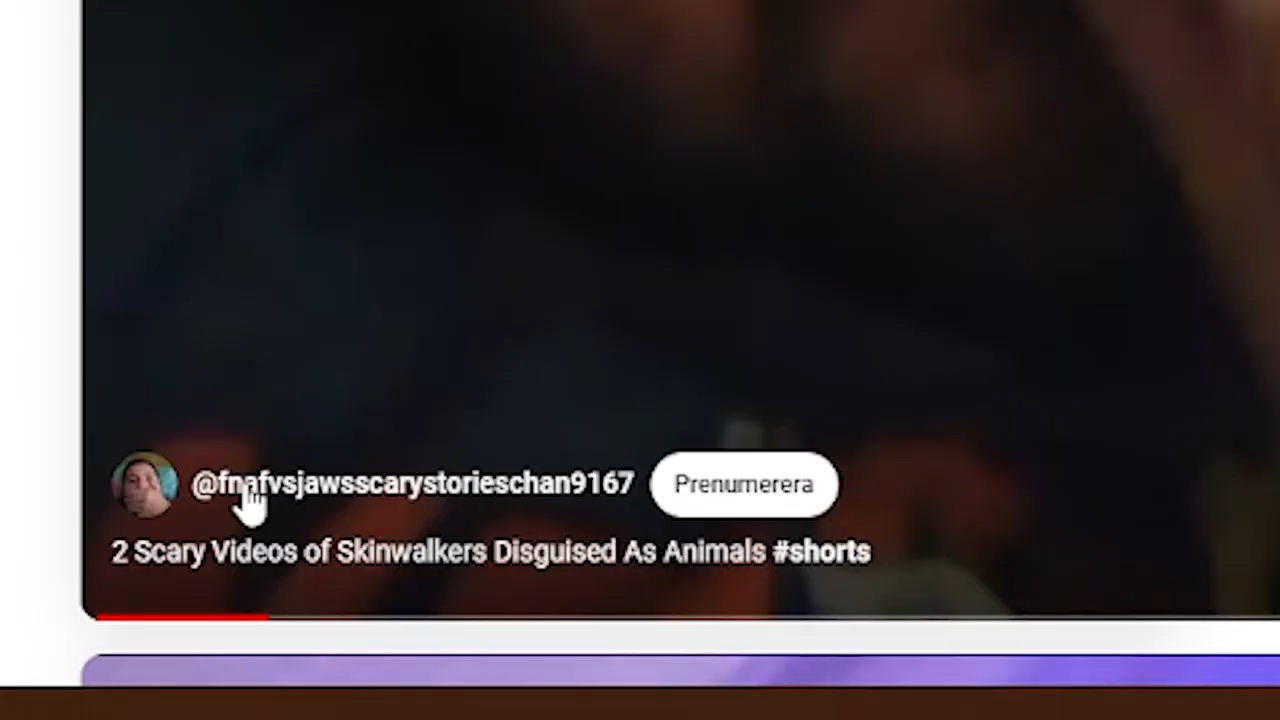 @fnafvsjawsscarystorieschan9167 Prenumerera
2 Scary Videos of Skinwalkers Disguised As Animals #shorts